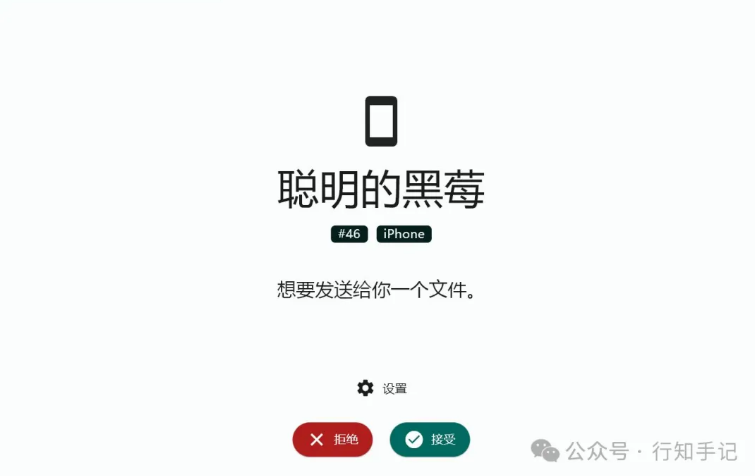 聪明的黑莓
#46 iPhone
想要发送给你一个文件。
设置
拒绝 接受
公众号 · 行知手记